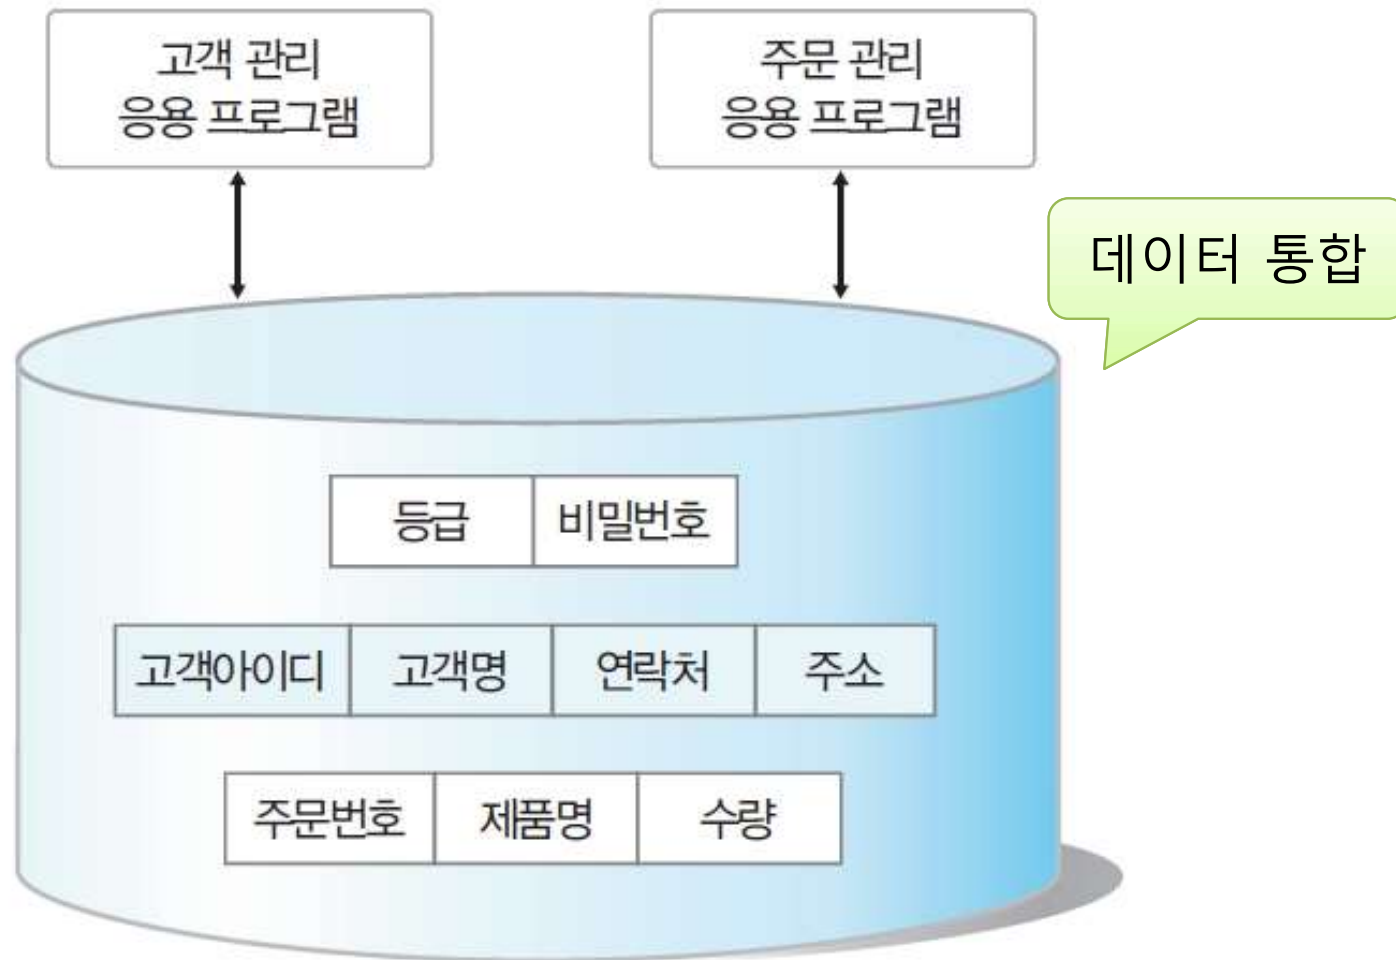 고객 관리
응용 프로그램
주문 관리
응용 프로그램
데이터 통합
등급 비밀번호
고객아이디 고객명 연락처 주소
주문번호 제품명 수량